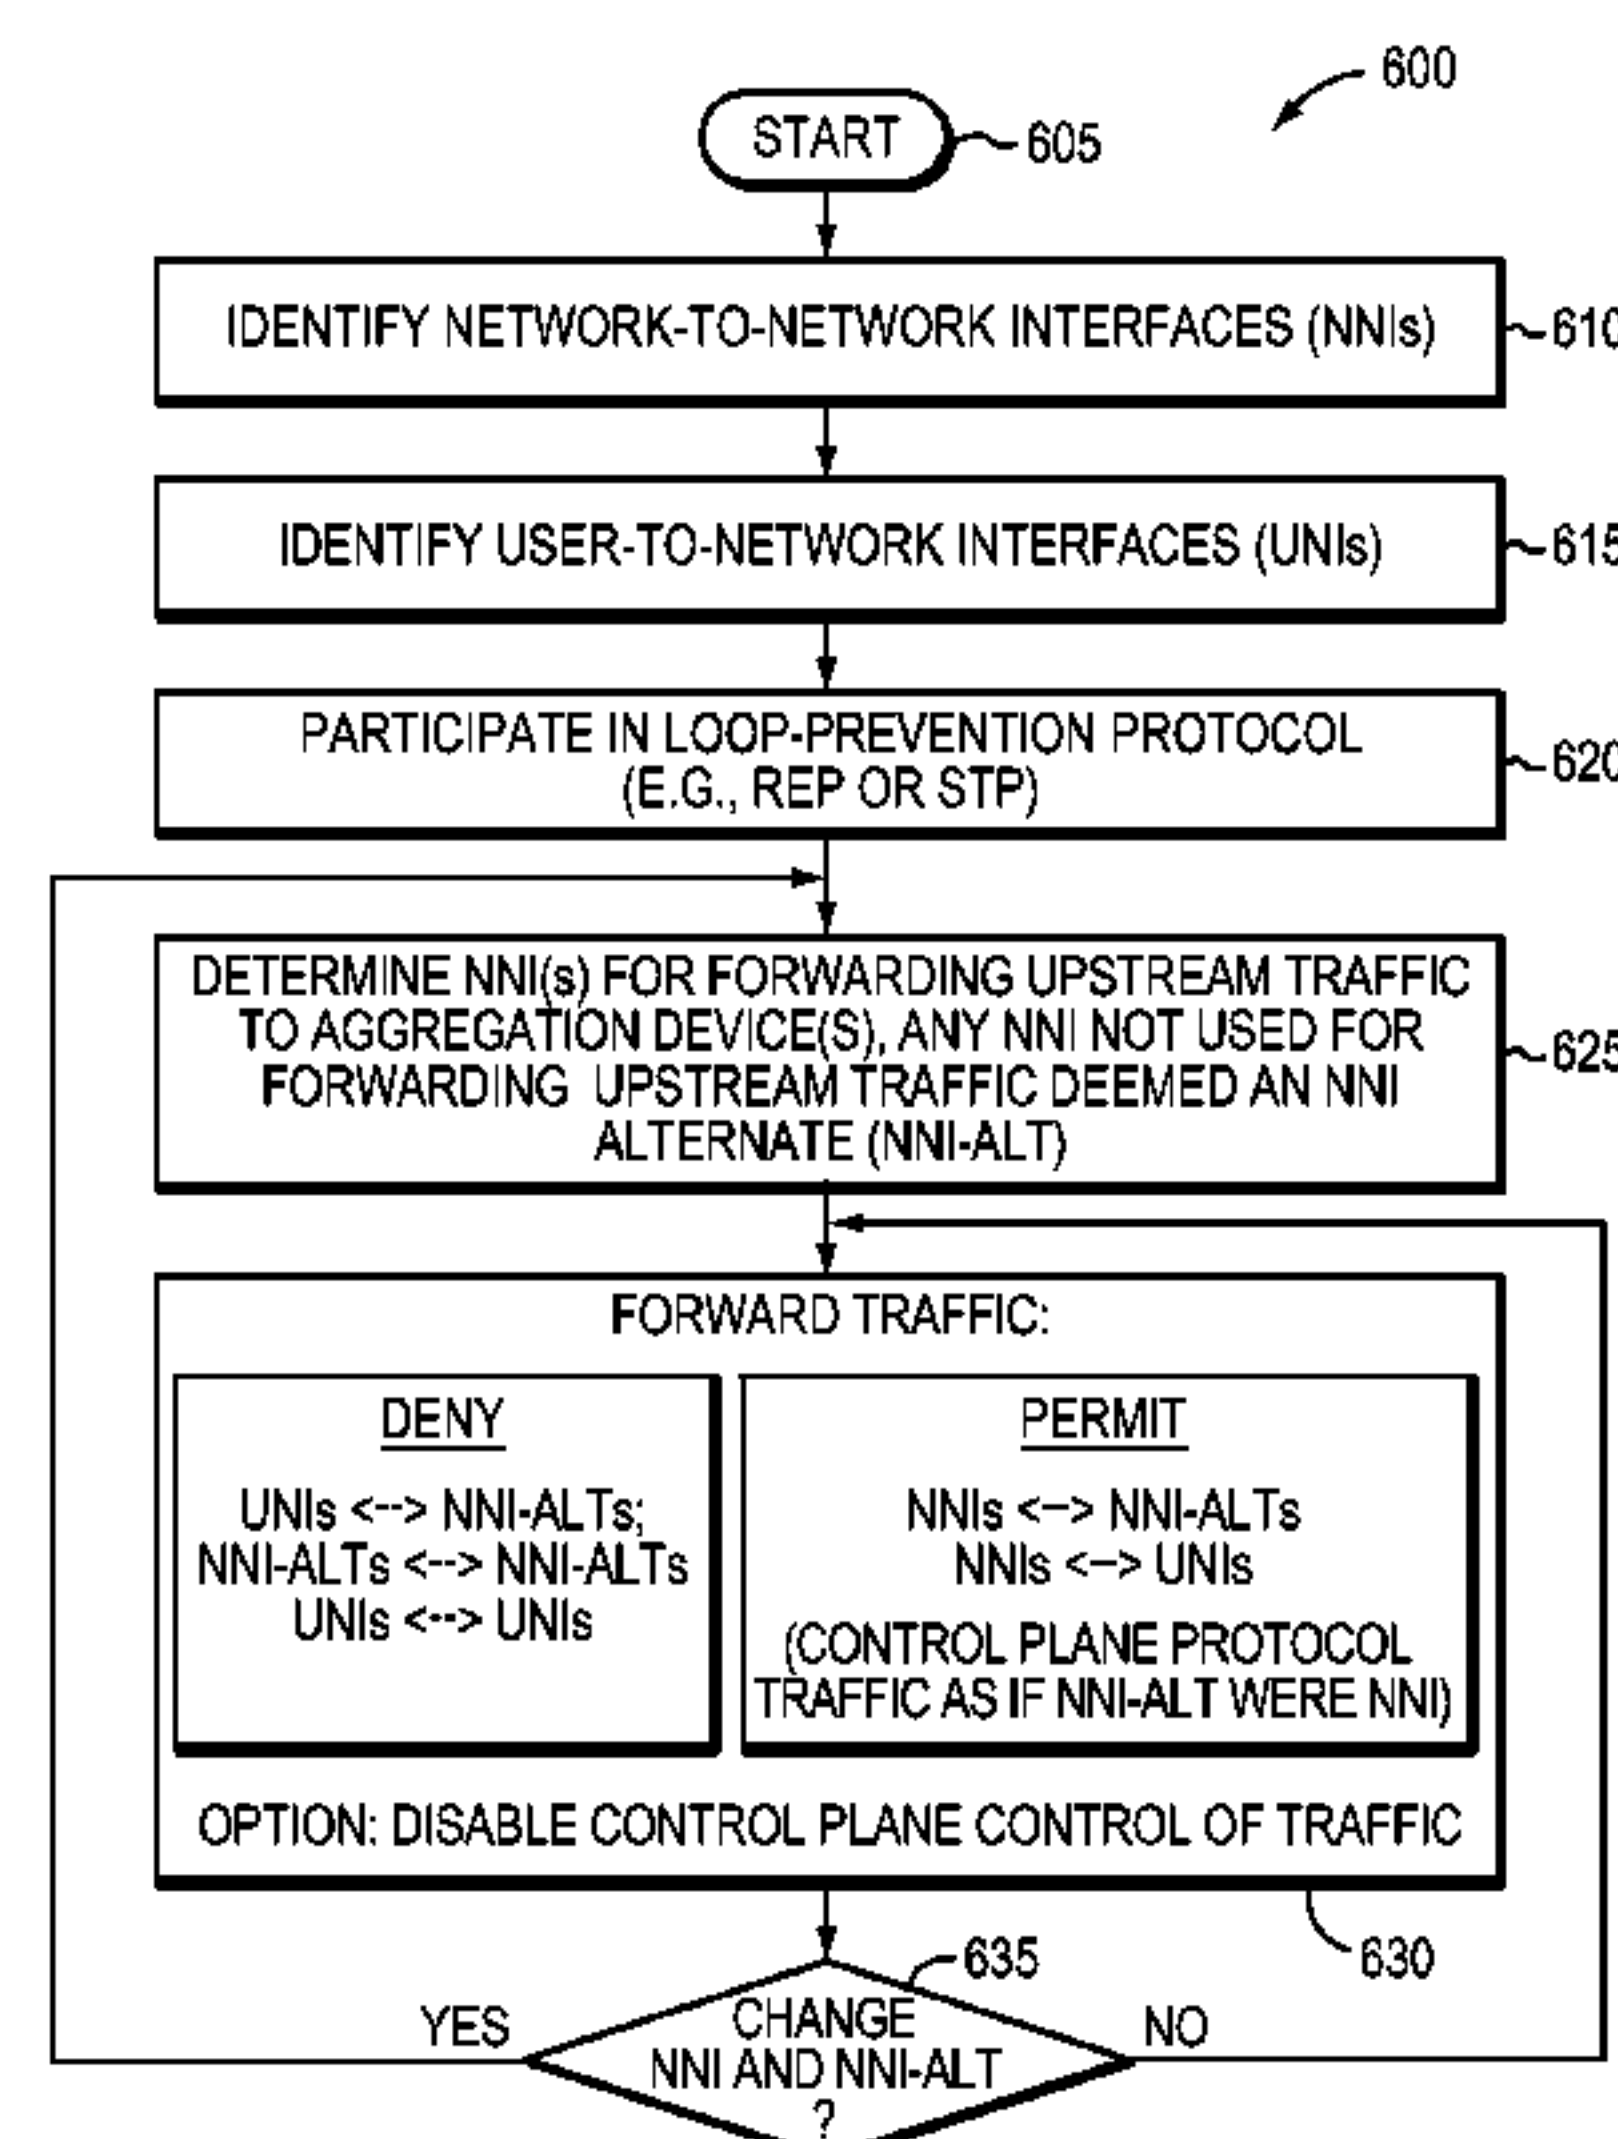 600
START
605
IDENTIFY NETWORK-TO-NETWORK INTERFACES (NNIs)
610
IDENTIFY USER-TO-NETWORK INTERFACES (UNIs)
615
PARTICIPATE IN LOOP-PREVENTION PROTOCOL
(E.G., REP OR STP)
620
DETERMINE NNI(s) FOR FORWARDING UPSTREAM TRAFFIC
TO AGGREGATION DEVICE(S), ANY NNI NOT USED FOR
FORWARDING UPSTREAM TRAFFIC DEEMED AN NNI
ALTERNATE (NNI-ALT)
625
FORWARD TRAFFIC:
DENY
UNIs <--> NNI-ALTs;
NNI-ALTs <--> NNI-ALTs
UNIs <--> UNIs
PERMIT
NNIs <–> NNI-ALTs
NNIs <–> UNIs
(CONTROL PLANE PROTOCOL
TRAFFIC AS IF NNI-ALT WERE NNI)
OPTION: DISABLE CONTROL PLANE CONTROL OF TRAFFIC
630
635
YES
CHANGE
NNI AND NNI-ALT
?
NO